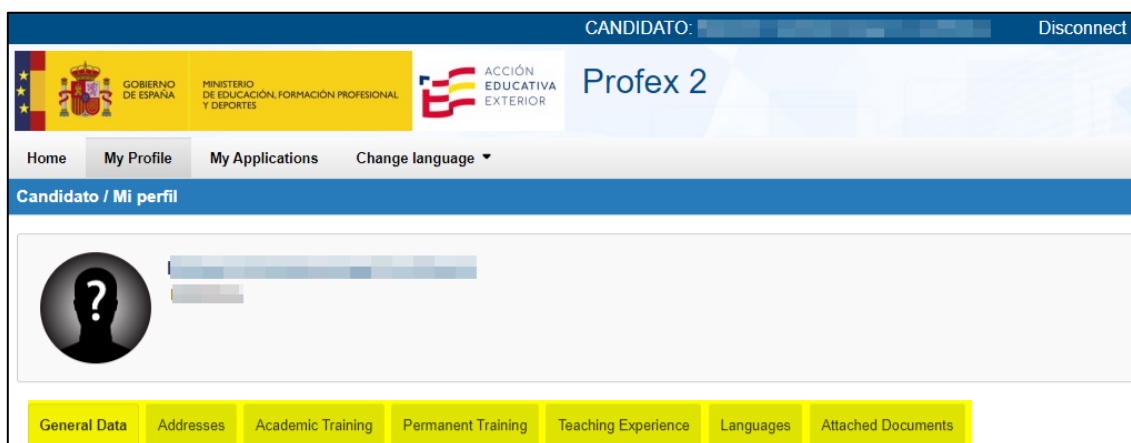 CANDIDATO: Disconnect
GOBIERNO DE ESPAÑA
MINISTERIO DE EDUCACIÓN, FORMACIÓN PROFESIONAL Y DEPORTES
ACCIÓN EDUCATIVA EXTERIOR
Profex 2
Home My Profile My Applications Change language
Candidato / Mi perfil
?
General Data Addresses Academic Training Permanent Training Teaching Experience Languages Attached Documents